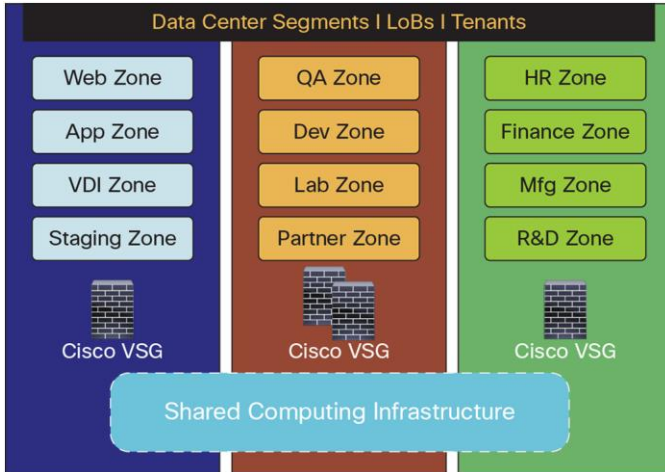 Data Center Segments I LoBs I Tenants
Web Zone
App Zone
VDI Zone
Staging Zone
Cisco VSG
QA Zone
Dev Zone
Lab Zone
Partner Zone
Cisco VSG
HR Zone
Finance Zone
Mfg Zone
R&D Zone
Cisco VSG
Shared Computing Infrastructure